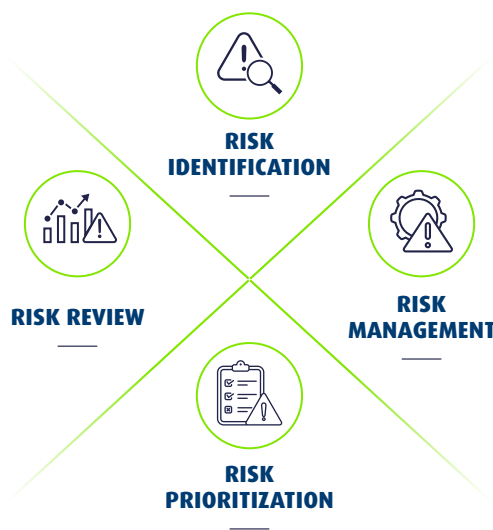 RISK
IDENTIFICATION
RISK REVIEW
RISK
MANAGEMENT
RISK
PRIORITIZATION